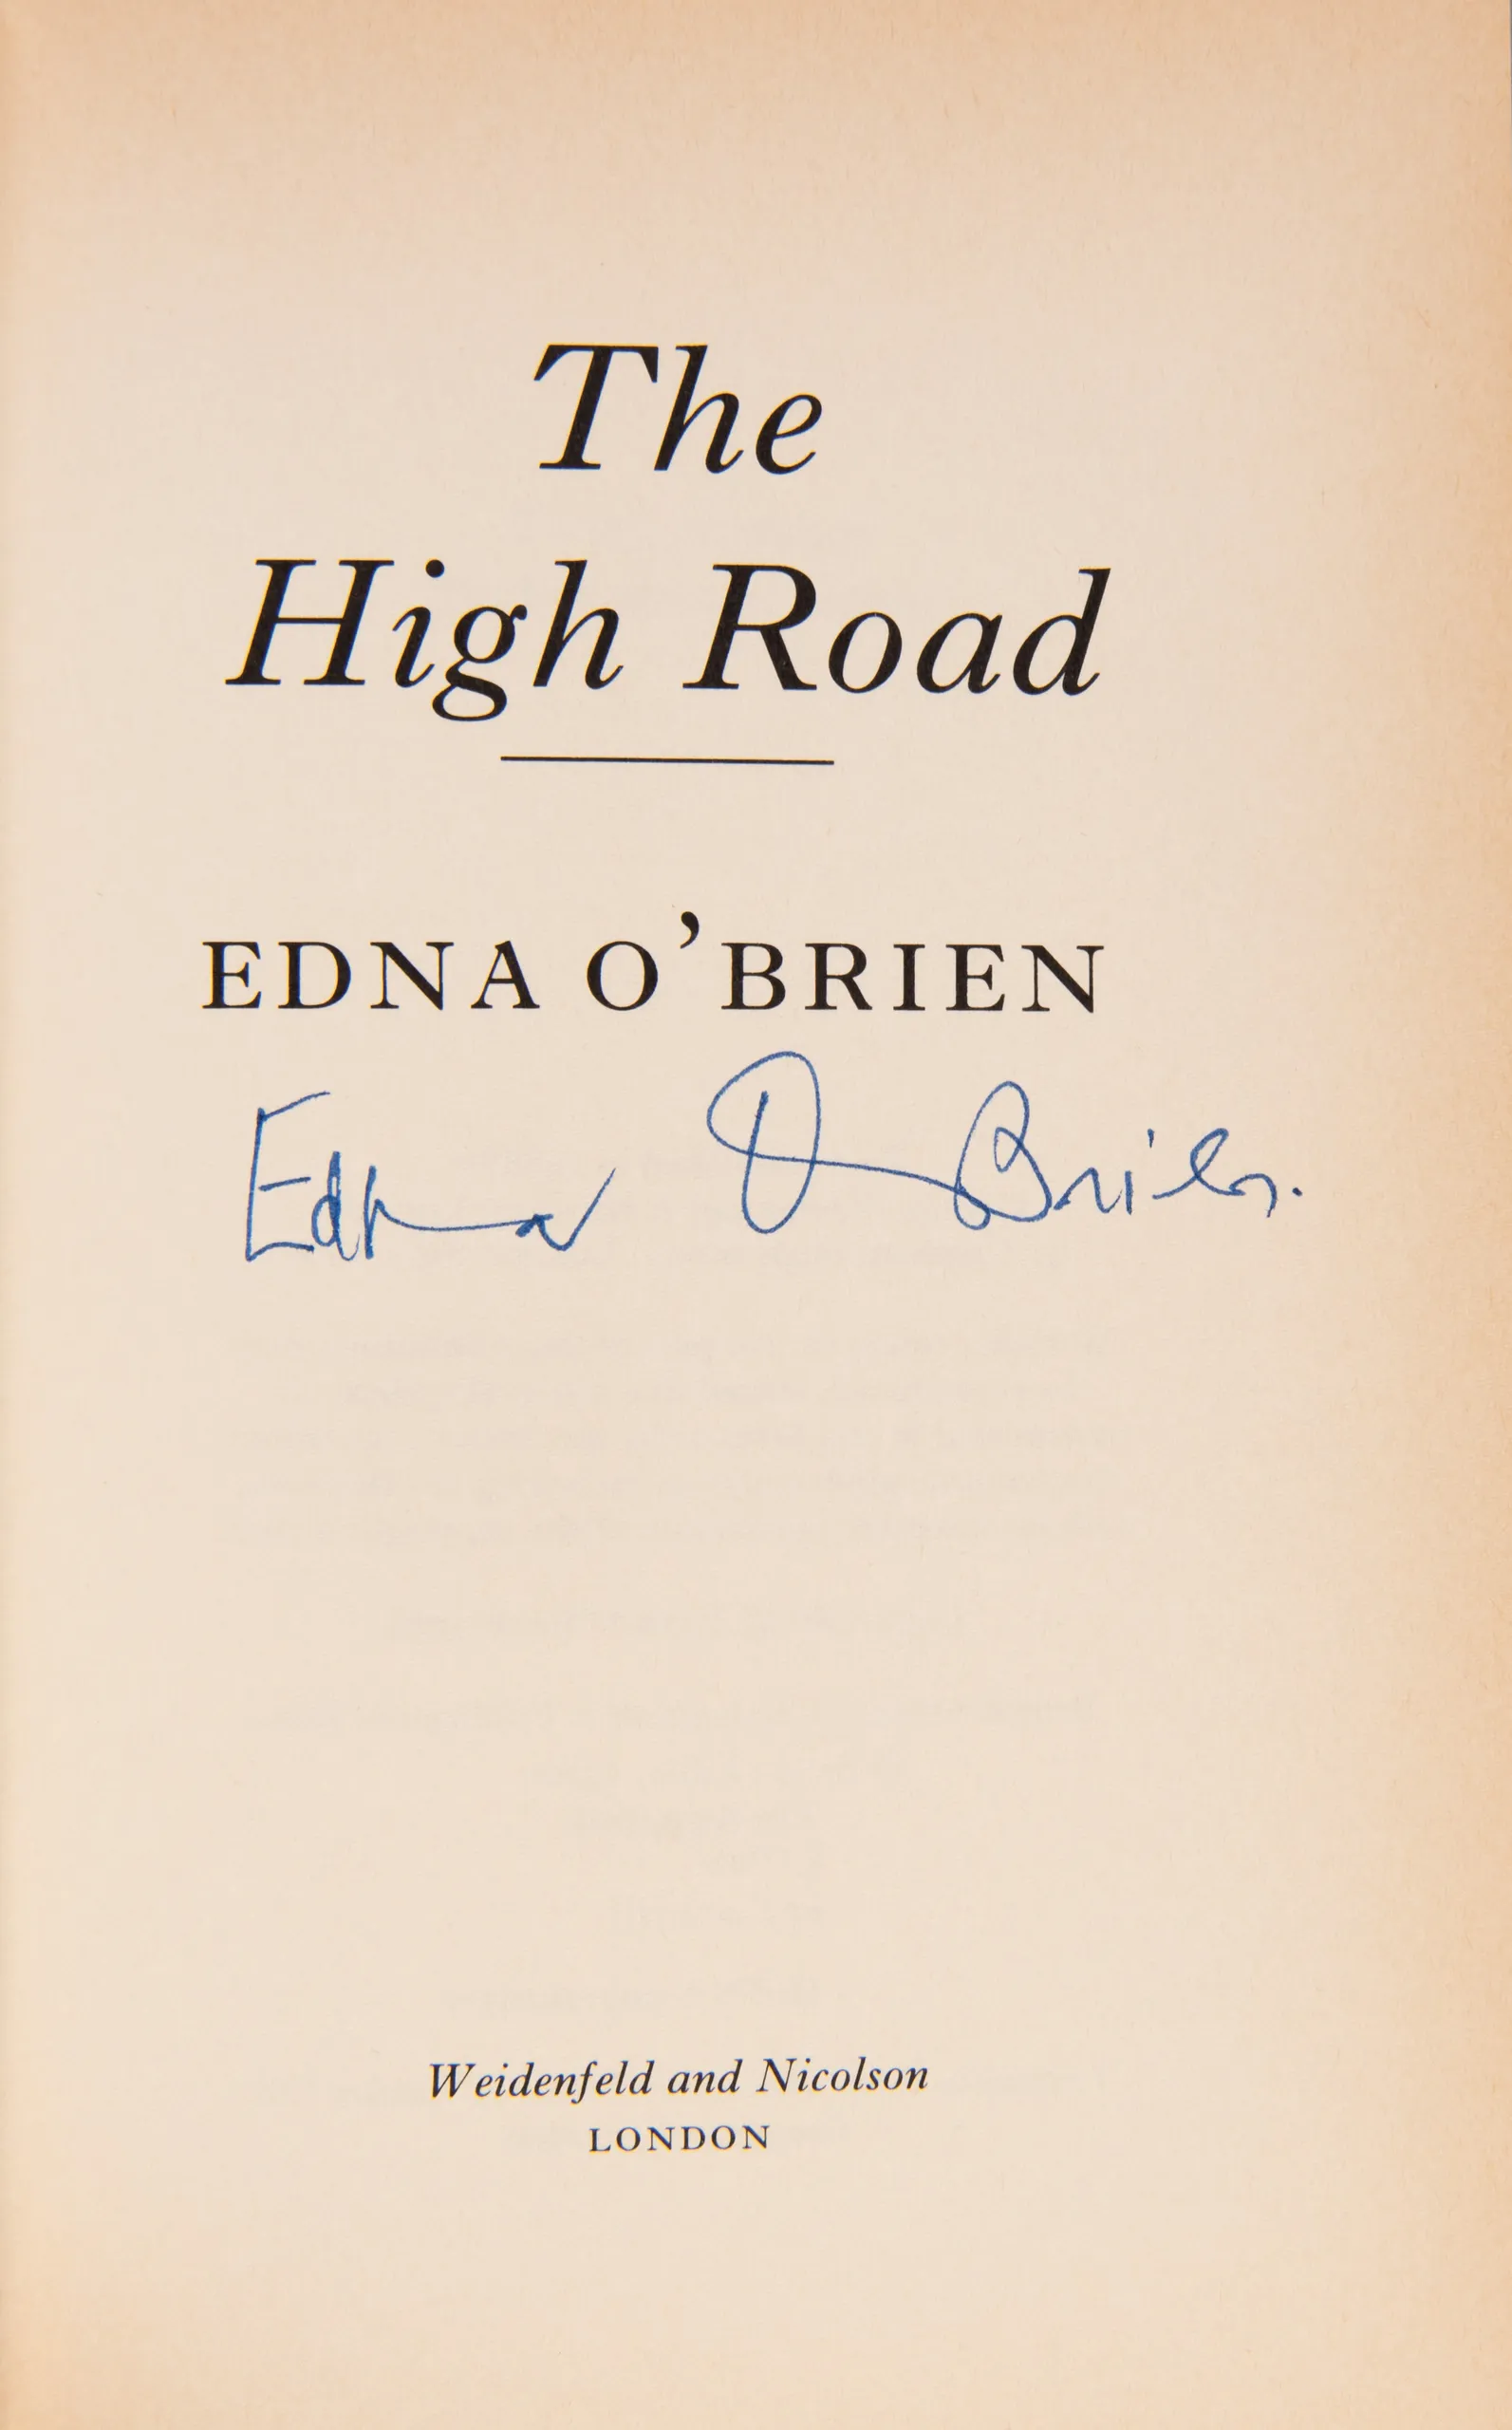 The
High Road
EDNA O’BRIEN
Edna O Brien.
Weidenfeld and Nicolson
LONDON